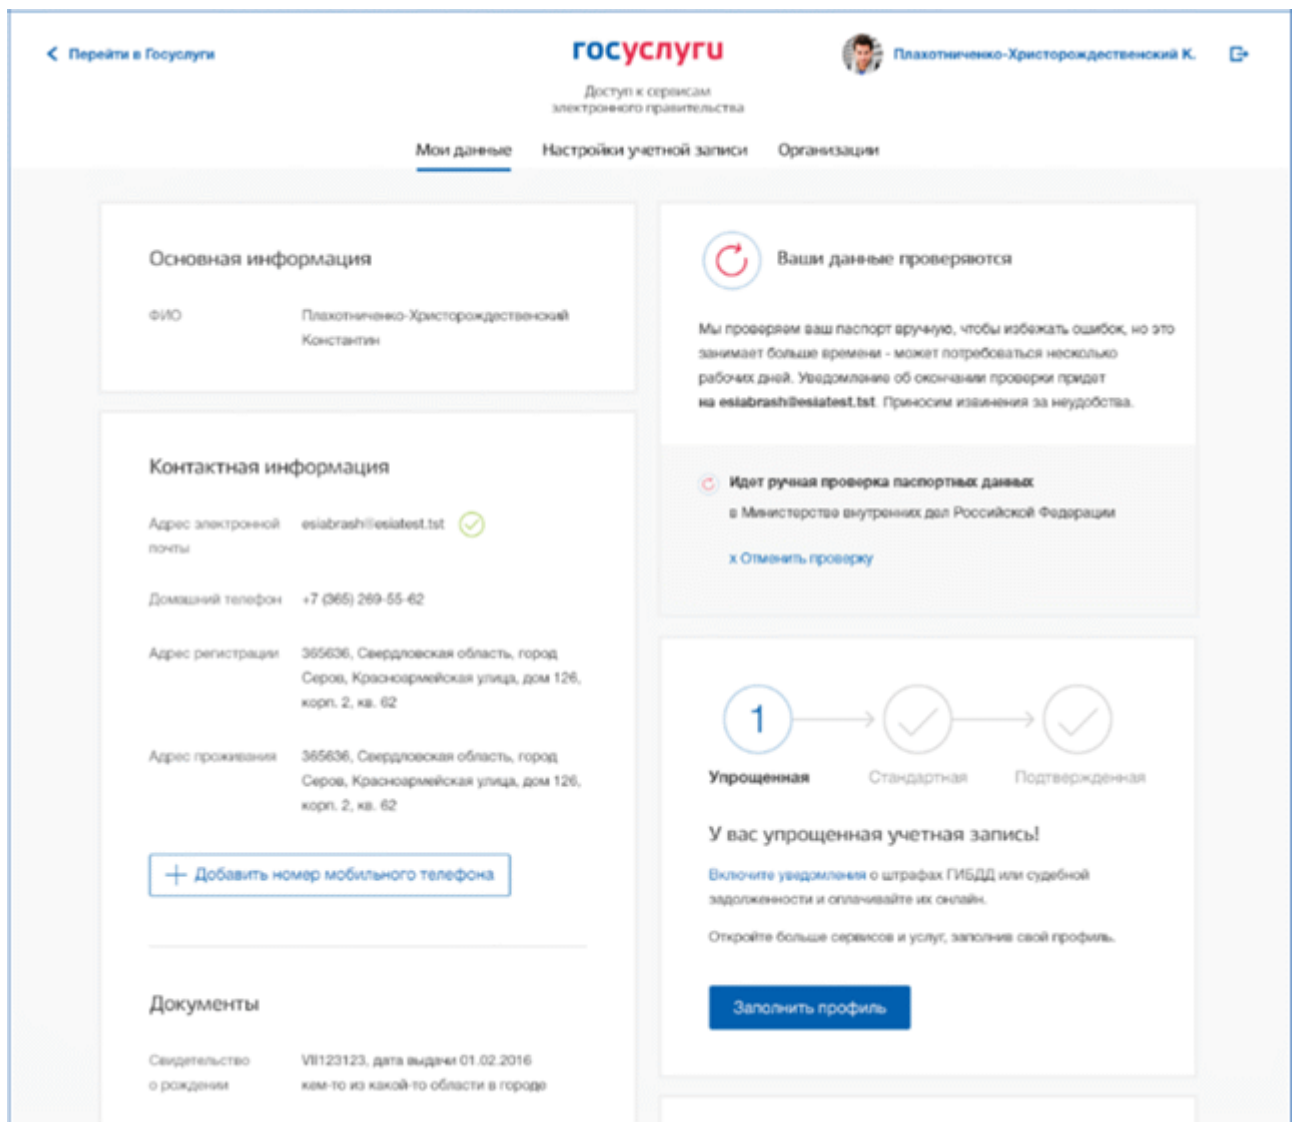 Перейти в Госуслуги
госуслуги
Плахотниченко-Христорождественский К.
Доступ к сервисам
электронного правительства
Мои данные
Настройки учетной записи
Организации
Основная информация
ФИО
Плахотниченко-Христорождественский
Константин
Контактная информация
Адрес электронной
почты
esiabrash@esiatest.tst
Домашний телефон
+7 (365) 269-55-62
Адрес регистрации
365636, Свердловская область, город
Серов, Красноармейская улица, дом 126,
корп. 2, кв. 62
Адрес проживания
365636, Свердловская область, город
Серов, Красноармейская улица, дом 126,
корп. 2, кв. 62
+ Добавить номер мобильного телефона
Документы
Свидетельство
о рождении
VII123123, дата выдачи 01.02.2016
кем-то из какой-то области в городе
Ваши данные проверяются
Мы проверяем ваш паспорт вручную, чтобы избежать ошибок, но это
занимает больше времени - может потребоваться несколько
рабочих дней. Уведомление об окончании проверки придет
на esiabrash@esiatest.tst. Приносим извинения за неудобства.
Идет ручная проверка паспортных данных
в Министерстве внутренних дел Российской Федерации
x Отменить проверку
1
Упрощенная
Стандартная
Подтвержденная
У вас упрощенная учетная запись!
Включите уведомления о штрафах ГИБДД или судебной
задолженности и оплачивайте их онлайн.
Откройте больше сервисов и услуг, заполнив свой профиль.
Заполнить профиль